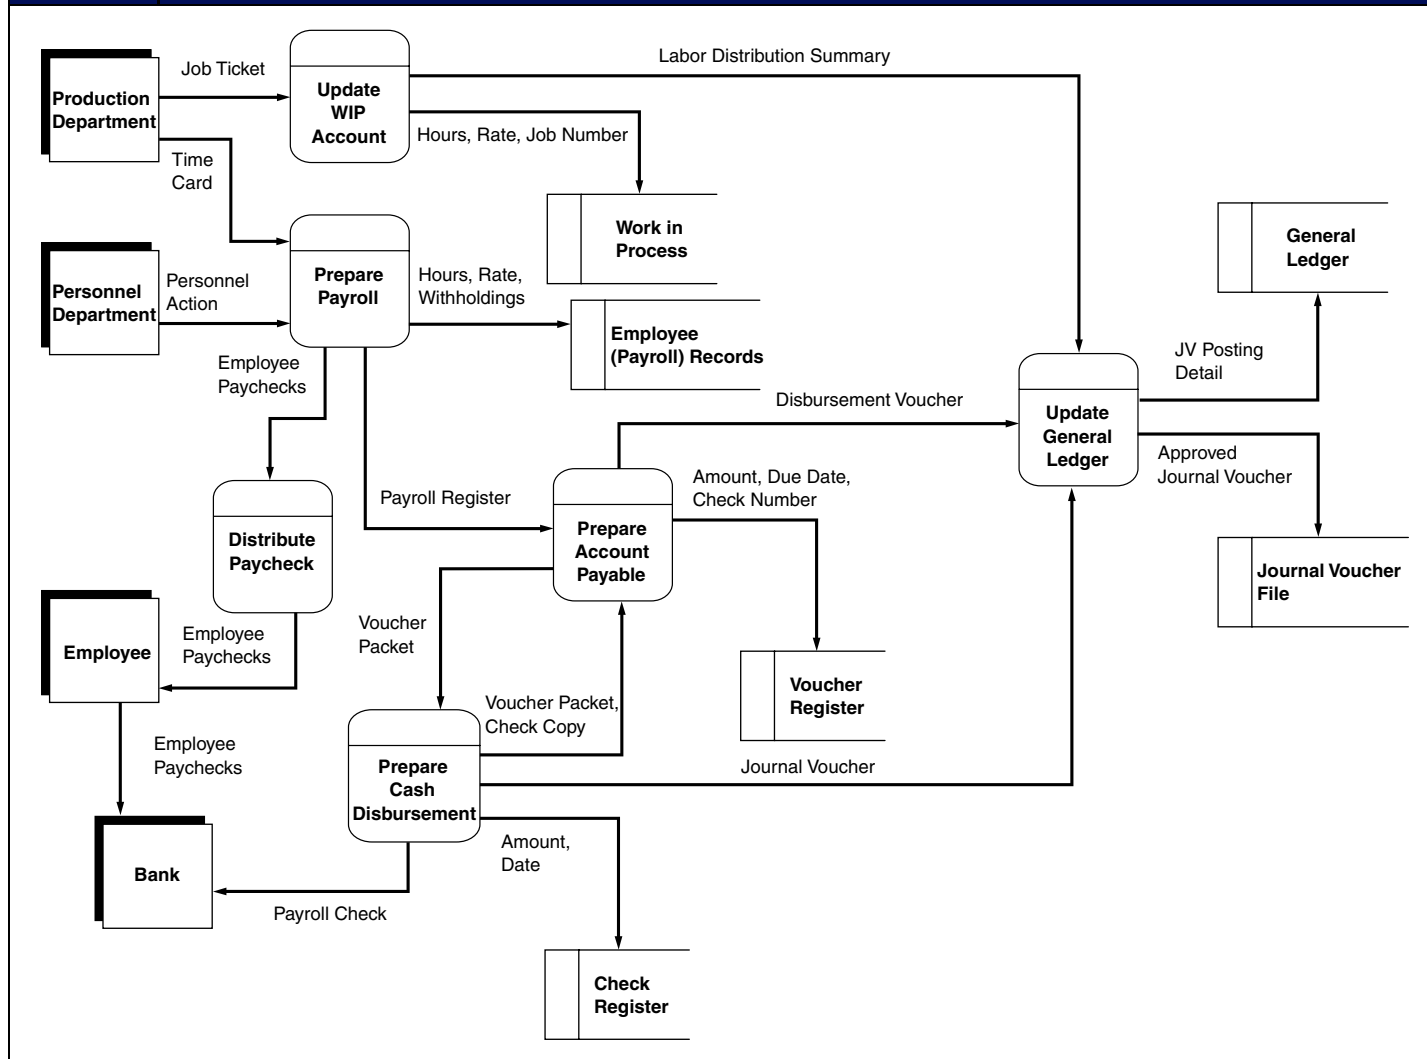 Labor Distribution Summary
Job Ticket
Update
WIP
Account
Production
Department
Hours, Rate, Job Number
Time
Card
Work in
Process
General
Ledger
Personnel
Action
Personnel
Department
Prepare
Payroll
Hours, Rate,
Withholdings
Employee
(Payroll) Records
Employee
Paychecks
JV Posting
Detail
Disbursement Voucher
Update
General
Ledger
Approved
Journal Voucher
Payroll Register
Amount, Due Date,
Check Number
Distribute
Paycheck
Prepare
Account
Payable
Journal Voucher
File
Employee
Employee
Paychecks
Voucher
Packet
Voucher
Register
Voucher Packet,
Check Copy
Employee
Paychecks
Prepare
Cash
Disbursement
Journal Voucher
Amount,
Date
Bank
Payroll Check
Check
Register